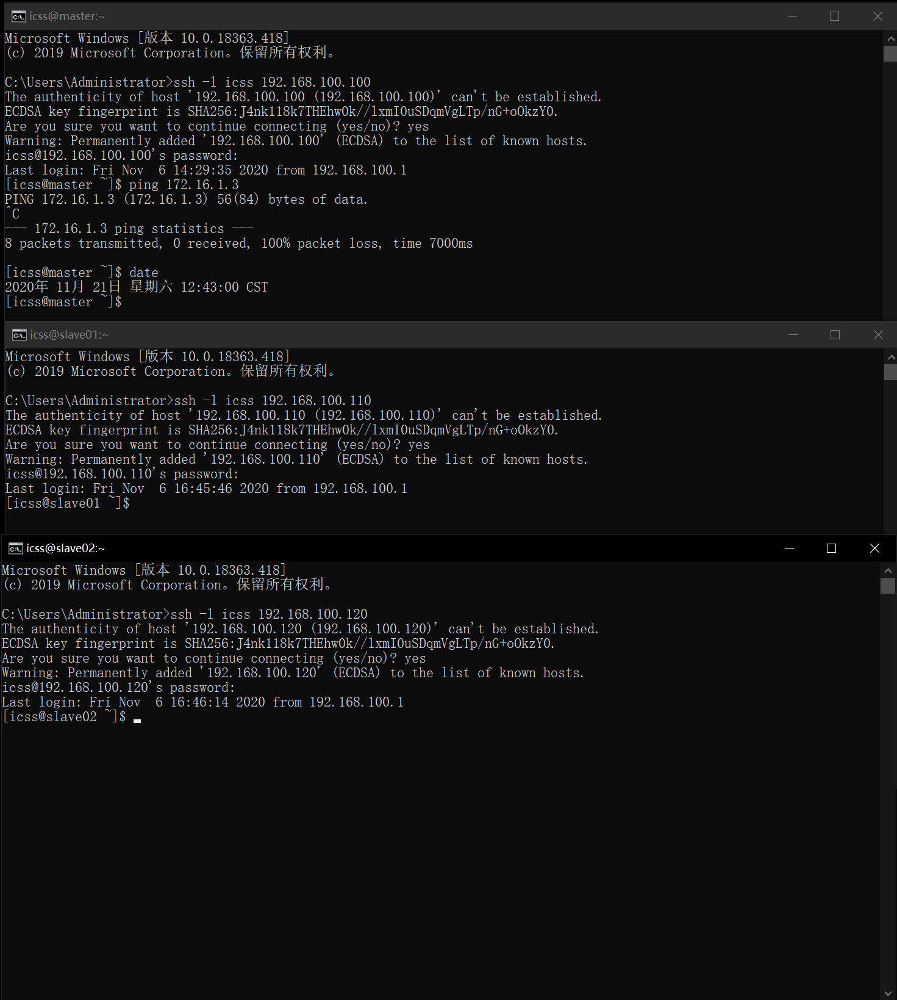 icss@master:~
Microsoft Windows [版本 10.0.18363.418]
(c) 2019 Microsoft Corporation。保留所有权利。
C:\Users\Administrator>ssh -l icss 192.168.100.100
The authenticity of host '192.168.100.100 (192.168.100.100)' can't be established.
ECDSA key fingerprint is SHA256:J4nkl18k7THEhw0k//lxmI0uSDqmVgLTp/nG+oOkzY0.
Are you sure you want to continue connecting (yes/no)? yes
Warning: Permanently added '192.168.100.100' (ECDSA) to the list of known hosts.
icss@192.168.100.100's password:
Last login: Fri Nov  6 14:29:35 2020 from 192.168.100.1
[icss@master ~]$ ping 172.16.1.3
PING 172.16.1.3 (172.16.1.3) 56(84) bytes of data.
^C
--- 172.16.1.3 ping statistics ---
8 packets transmitted, 0 received, 100% packet loss, time 7000ms
[icss@master ~]$ date
2020年 11月 21日 星期六 12:43:00 CST
[icss@master ~]$
icss@slave01:~
Microsoft Windows [版本 10.0.18363.418]
(c) 2019 Microsoft Corporation。保留所有权利。
C:\Users\Administrator>ssh -l icss 192.168.100.110
The authenticity of host '192.168.100.110 (192.168.100.110)' can't be established.
ECDSA key fingerprint is SHA256:J4nkl18k7THEhw0k//lxmI0uSDqmVgLTp/nG+oOkzY0.
Are you sure you want to continue connecting (yes/no)? yes
Warning: Permanently added '192.168.100.110' (ECDSA) to the list of known hosts.
icss@192.168.100.110's password:
Last login: Fri Nov  6 16:45:46 2020 from 192.168.100.1
[icss@slave01 ~]$
icss@slave02:~
Microsoft Windows [版本 10.0.18363.418]
(c) 2019 Microsoft Corporation。保留所有权利。
C:\Users\Administrator>ssh -l icss 192.168.100.120
The authenticity of host '192.168.100.120 (192.168.100.120)' can't be established.
ECDSA key fingerprint is SHA256:J4nkl18k7THEhw0k//lxmI0uSDqmVgLTp/nG+oOkzY0.
Are you sure you want to continue connecting (yes/no)? yes
Warning: Permanently added '192.168.100.120' (ECDSA) to the list of known hosts.
icss@192.168.100.120's password:
Last login: Fri Nov  6 16:46:14 2020 from 192.168.100.1
[icss@slave02 ~]$